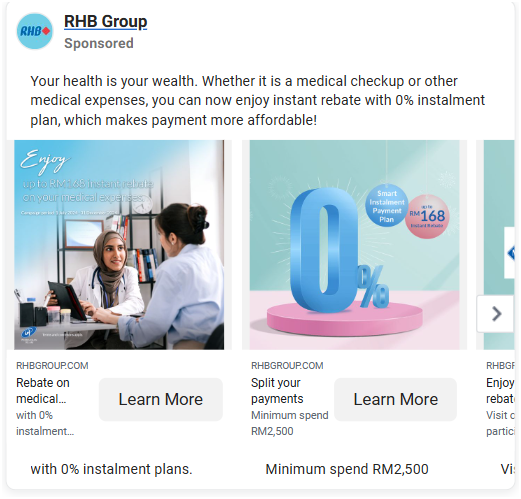 RHB
RHB Group
Sponsored
Your health is your wealth. Whether it is a medical checkup or other
medical expenses, you can now enjoy instant rebate with 0% instalment
plan, which makes payment more affordable!
Enjoy
up to RM168 instant rebate
on your medical expenses
Smart
Instalment
Payment
Plan
up to
RM168
Instant Rebate
0%
RHBGROUP.COM
Rebate on
medical...
with 0%
instalment...
Learn More
RHBGROUP.COM
Split your
payments
Minimum spend
RM2,500
Learn More
RHBG
Enjoy
rebat
Visit
partic
with 0% instalment plans.
Minimum spend RM2,500
Vi